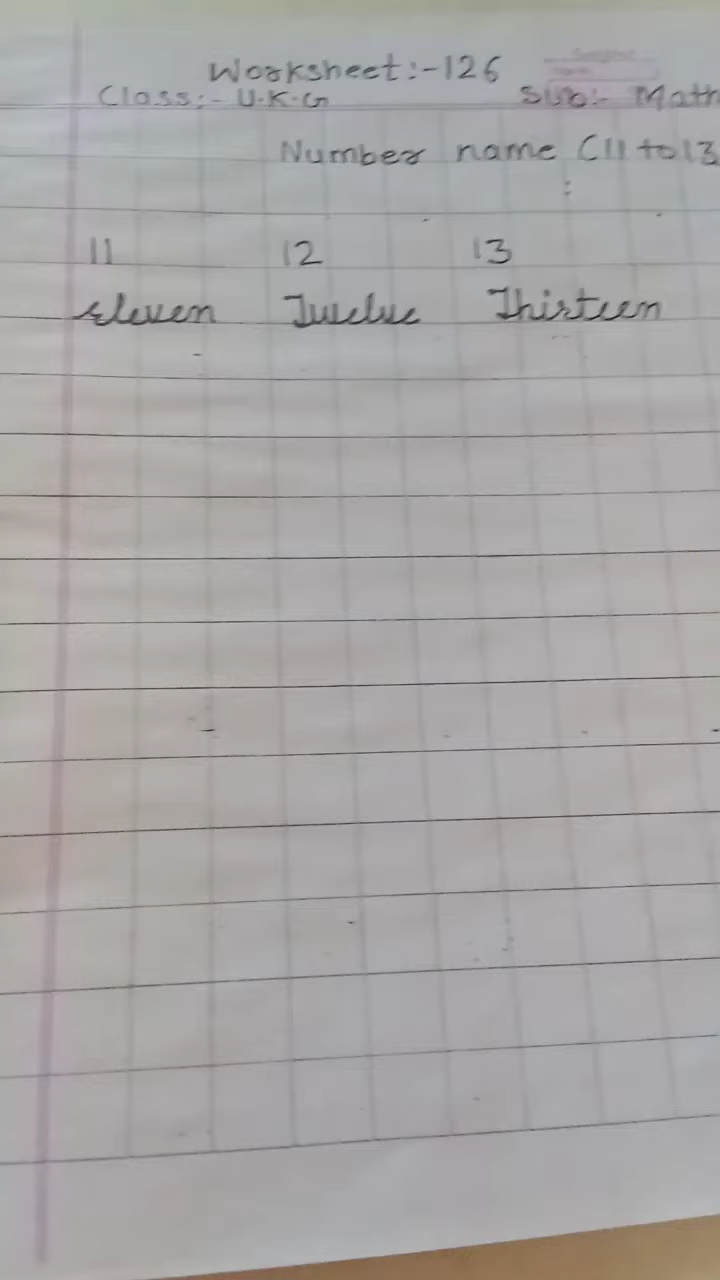 Worksheet:-126
Class:- U.K.G Sub:- Math
Number name (11 to 13
11 12 13
Eleven Twelve Thirteen